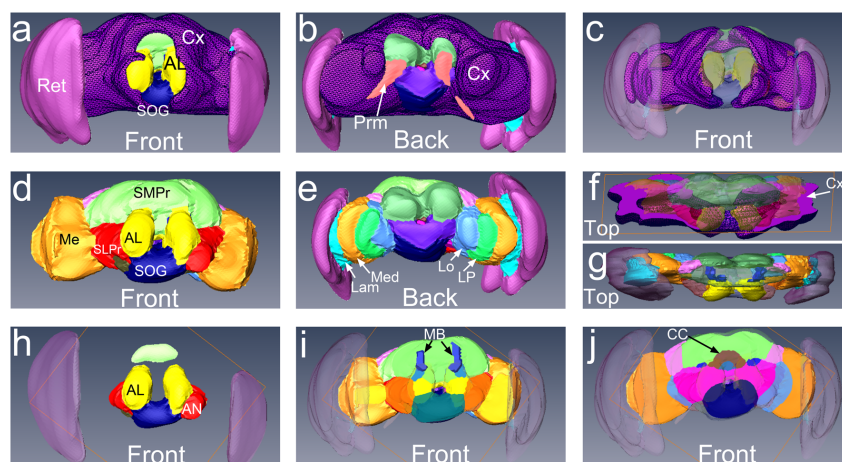 a
Cx
AL
Ret
SOG
Front
b
Cx
Prm
Back
c
Front
d
SMPr
Me
AL
SLPr
SOG
Front
e
Lo
Med
LP
Lam
Back
f
Cx
Top
g
Top
h
AL
AN
Front
i
MB
Front
j
CC
Front